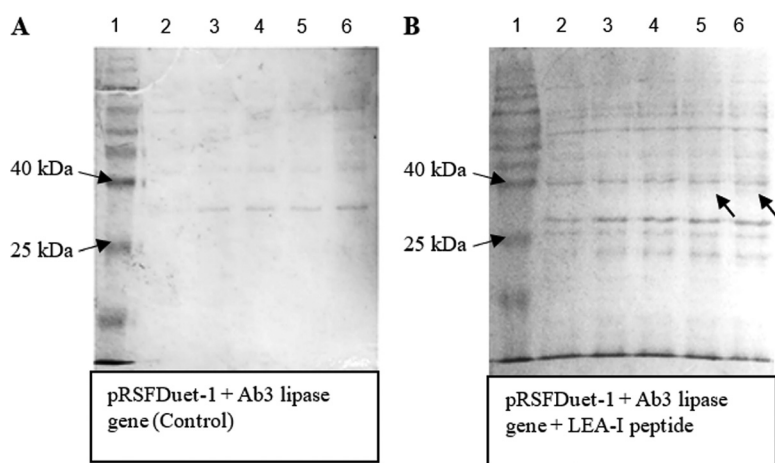 A 1 2 3 4 5 6
40 kDa
25 kDa
pRSFDuet-1 + Ab3 lipase
gene (Control)
B 1 2 3 4 5 6
40 kDa
25 kDa
pRSFDuet-1 + Ab3 lipase
gene + LEA-I peptide